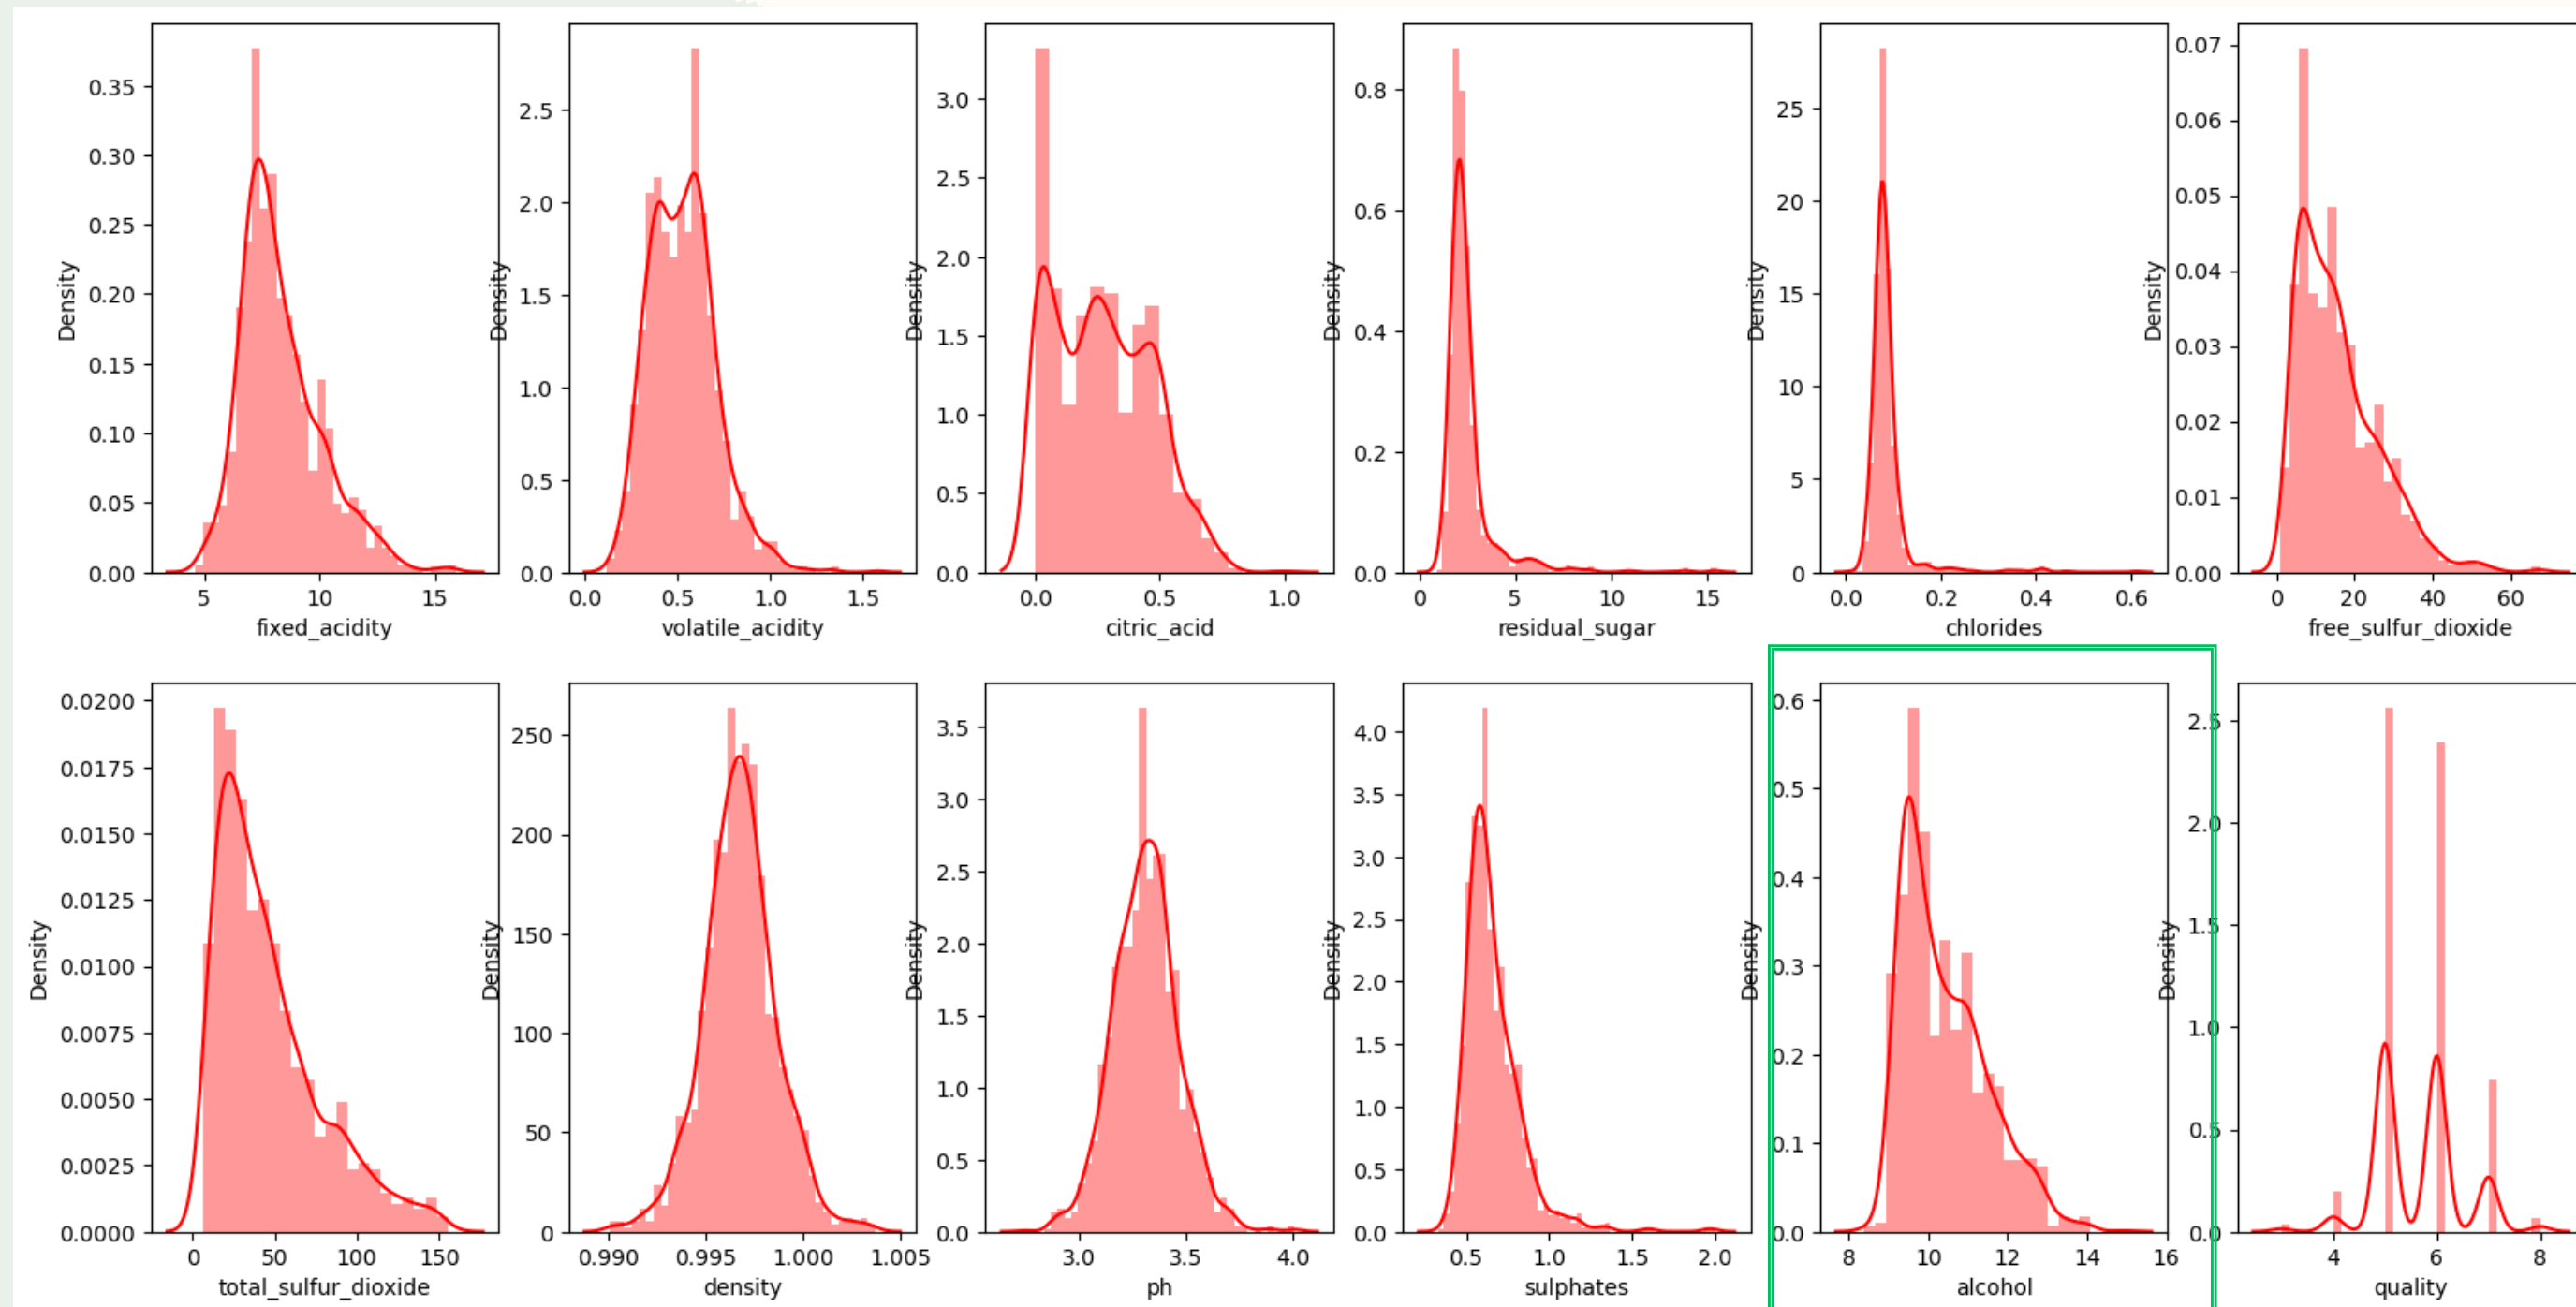 Density
0.35
0.30
0.25
0.20
0.15
0.10
0.05
0.00
5 10 15
fixed_acidity
Density
2.5
2.0
1.5
1.0
0.5
0.0
0.0 0.5 1.0 1.5
volatile_acidity
Density
3.0
2.5
2.0
1.5
1.0
0.5
0.0
0.0 0.5 1.0
citric_acid
Density
0.8
0.6
0.4
0.2
0.0
0 5 10 15
residual_sugar
Density
25
20
15
10
5
0
0.0 0.2 0.4 0.6
chlorides
Density
0.07
0.06
0.05
0.04
0.03
0.02
0.01
0.00
0 20 40 60
free_sulfur_dioxide
Density
0.0200
0.0175
0.0150
0.0125
0.0100
0.0075
0.0050
0.0025
0.0000
0 50 100 150
total_sulfur_dioxide
Density
250
200
150
100
50
0
0.990 0.995 1.000 1.005
density
Density
3.5
3.0
2.5
2.0
1.5
1.0
0.5
0.0
3.0 3.5 4.0
ph
Density
4.0
3.5
3.0
2.5
2.0
1.5
1.0
0.5
0.0
0.5 1.0 1.5 2.0
sulphates
Density
0.6
0.5
0.4
0.3
0.2
0.1
0.0
8 10 12 14 16
alcohol
Density
2.5
2.0
1.5
1.0
0.5
0.0
4 6 8
quality